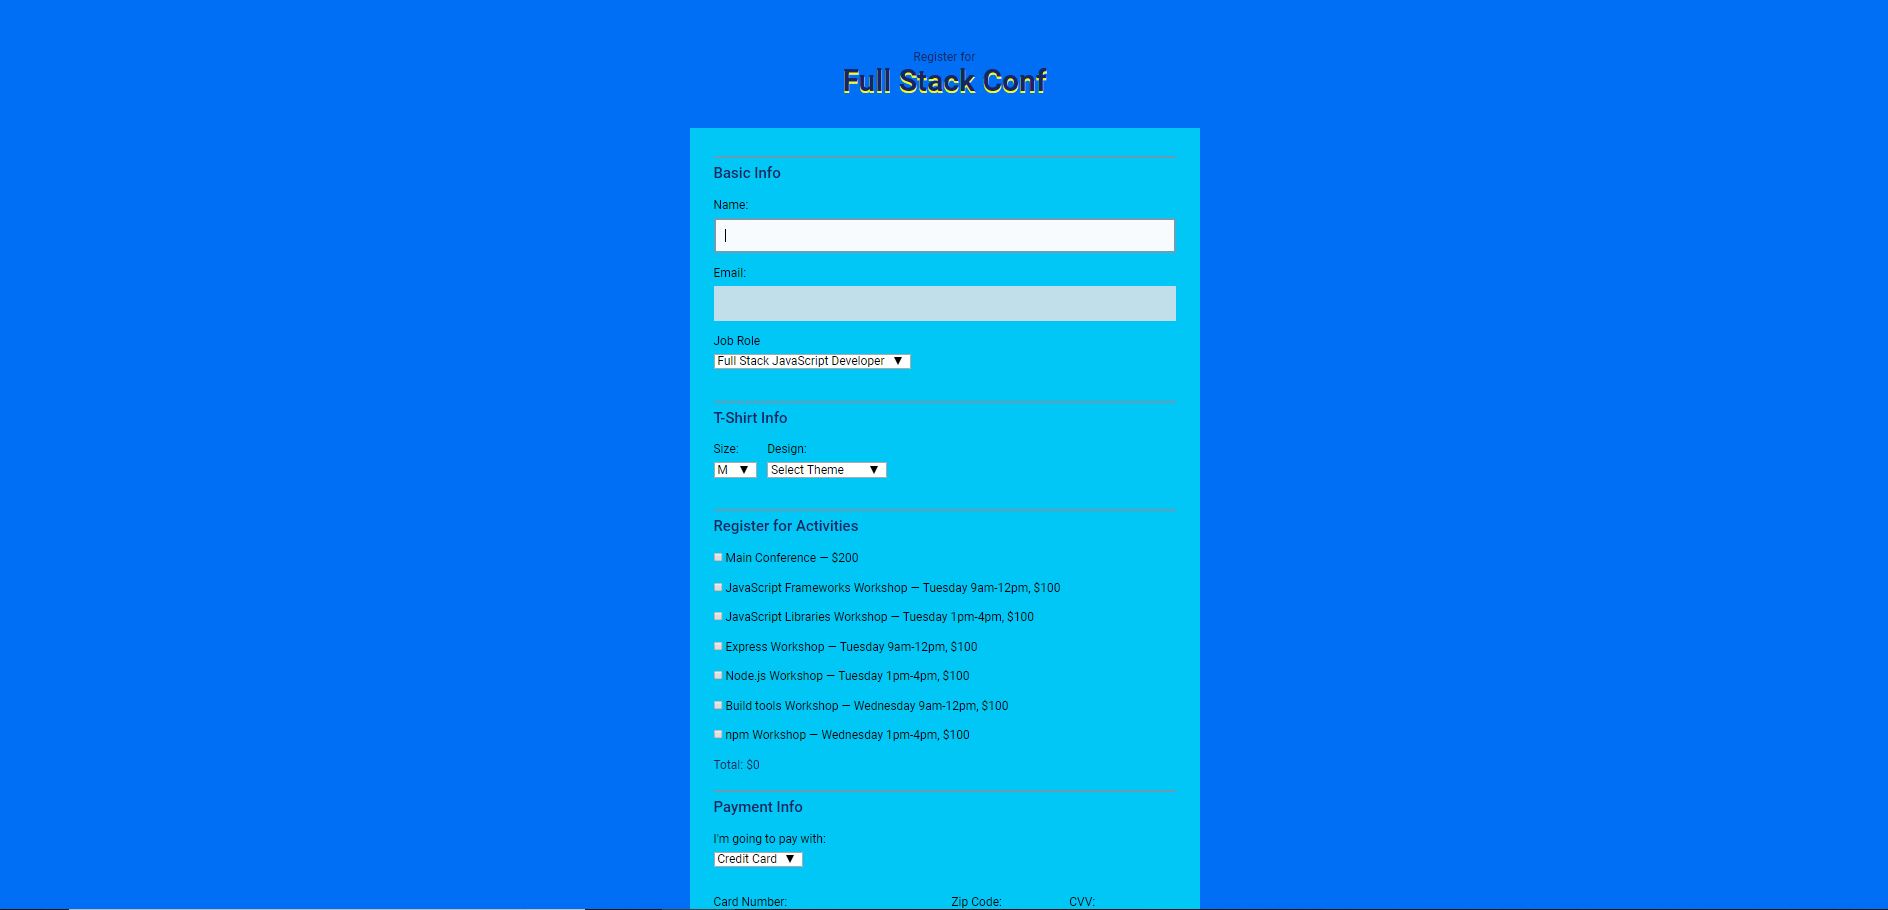 Register for
Full Stack Conf
Basic Info
Name:
Email:
Job Role
Full Stack JavaScript Developer ▼
T-Shirt Info
Size: Design:
M ▼ Select Theme ▼
Register for Activities
Main Conference — $200
JavaScript Frameworks Workshop — Tuesday 9am-12pm, $100
JavaScript Libraries Workshop — Tuesday 1pm-4pm, $100
Express Workshop — Tuesday 9am-12pm, $100
Node.js Workshop — Tuesday 1pm-4pm, $100
Build tools Workshop — Wednesday 9am-12pm, $100
npm Workshop — Wednesday 1pm-4pm, $100
Total: $0
Payment Info
I'm going to pay with:
Credit Card ▼
Card Number: Zip Code: CVV: